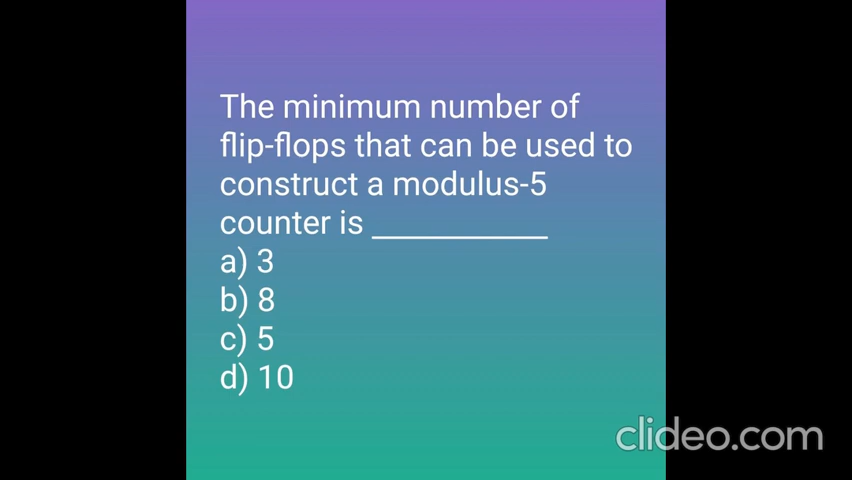 The minimum number of
flip-flops that can be used to
construct a modulus-5
counter is ___________
a) 3
b) 8
c) 5
d) 10
clideo.com